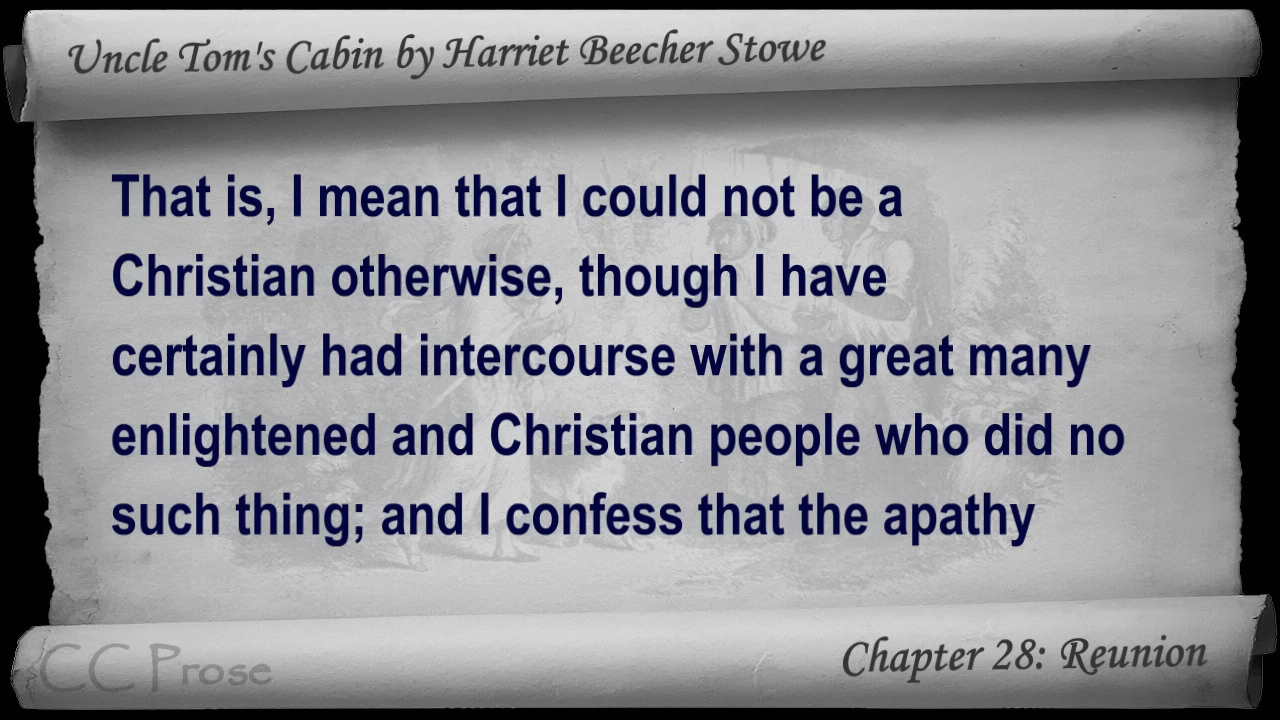 Uncle Tom's Cabin by Harriet Beecher Stowe
That is, I mean that I could not be a
Christian otherwise, though I have
certainly had intercourse with a great many
enlightened and Christian people who did no
such thing; and I confess that the apathy
CC Prose
Chapter 28: Reunion